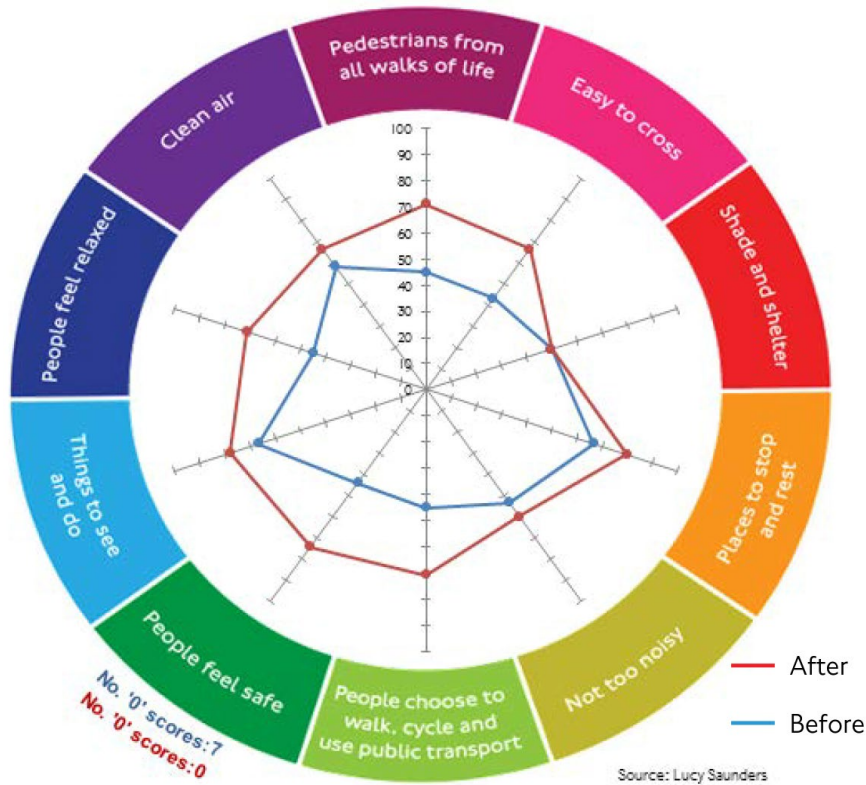 Pedestrians from
all walks of life
Easy to cross
Shade and shelter
Places to stop
and rest
Not too noisy
People choose to
walk, cycle and
use public transport
People feel safe
Things to see
and do
People feel relaxed
Clean air
100
90
80
70
60
50
40
30
20
10
0
No. '0' scores:7
No. '0' scores:0
After
Before
Source: Lucy Saunders